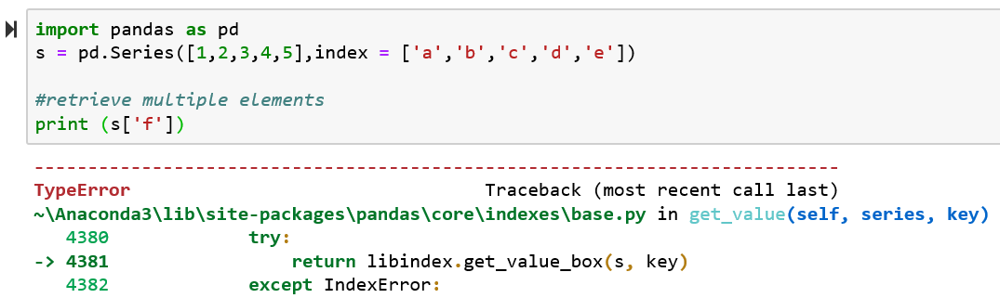 import pandas as pd
s = pd.Series([1,2,3,4,5],index = ['a','b','c','d','e'])
#retrieve multiple elements
print (s['f'])
---------------------------------------------------------------------------
TypeError                                 Traceback (most recent call last)
~\Anaconda3\lib\site-packages\pandas\core\indexes\base.py in get_value(self, series, key)
   4380             try:
-> 4381                 return libindex.get_value_box(s, key)
   4382             except IndexError: